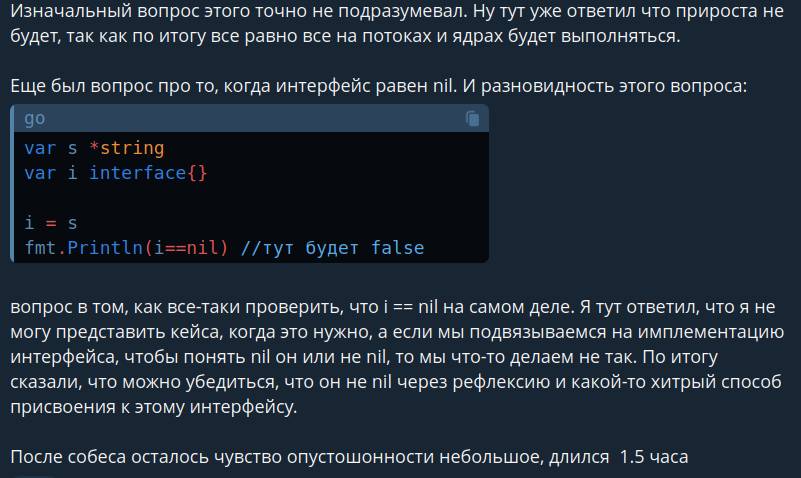 Изначальный вопрос этого точно не подразумевал. Ну тут уже ответил что прироста не
будет, так как по итогу все равно все на потоках и ядрах будет выполняться.
Еще был вопрос про то, когда интерфейс равен nil. И разновидность этого вопроса:
go
var s *string
var i interface{}
i = s
fmt.Println(i==nil) //тут будет false
вопрос в том, как все-таки проверить, что i == nil на самом деле. Я тут ответил, что я не
могу представить кейса, когда это нужно, а если мы подвязываемся на имплементацию
интерфейса, чтобы понять nil он или не nil, то мы что-то делаем не так. По итогу
сказали, что можно убедиться, что он не nil через рефлексию и какой-то хитрый способ
присвоения к этому интерфейсу.
После собеса осталось чувство опустошонности небольшое, длился  1.5 часа